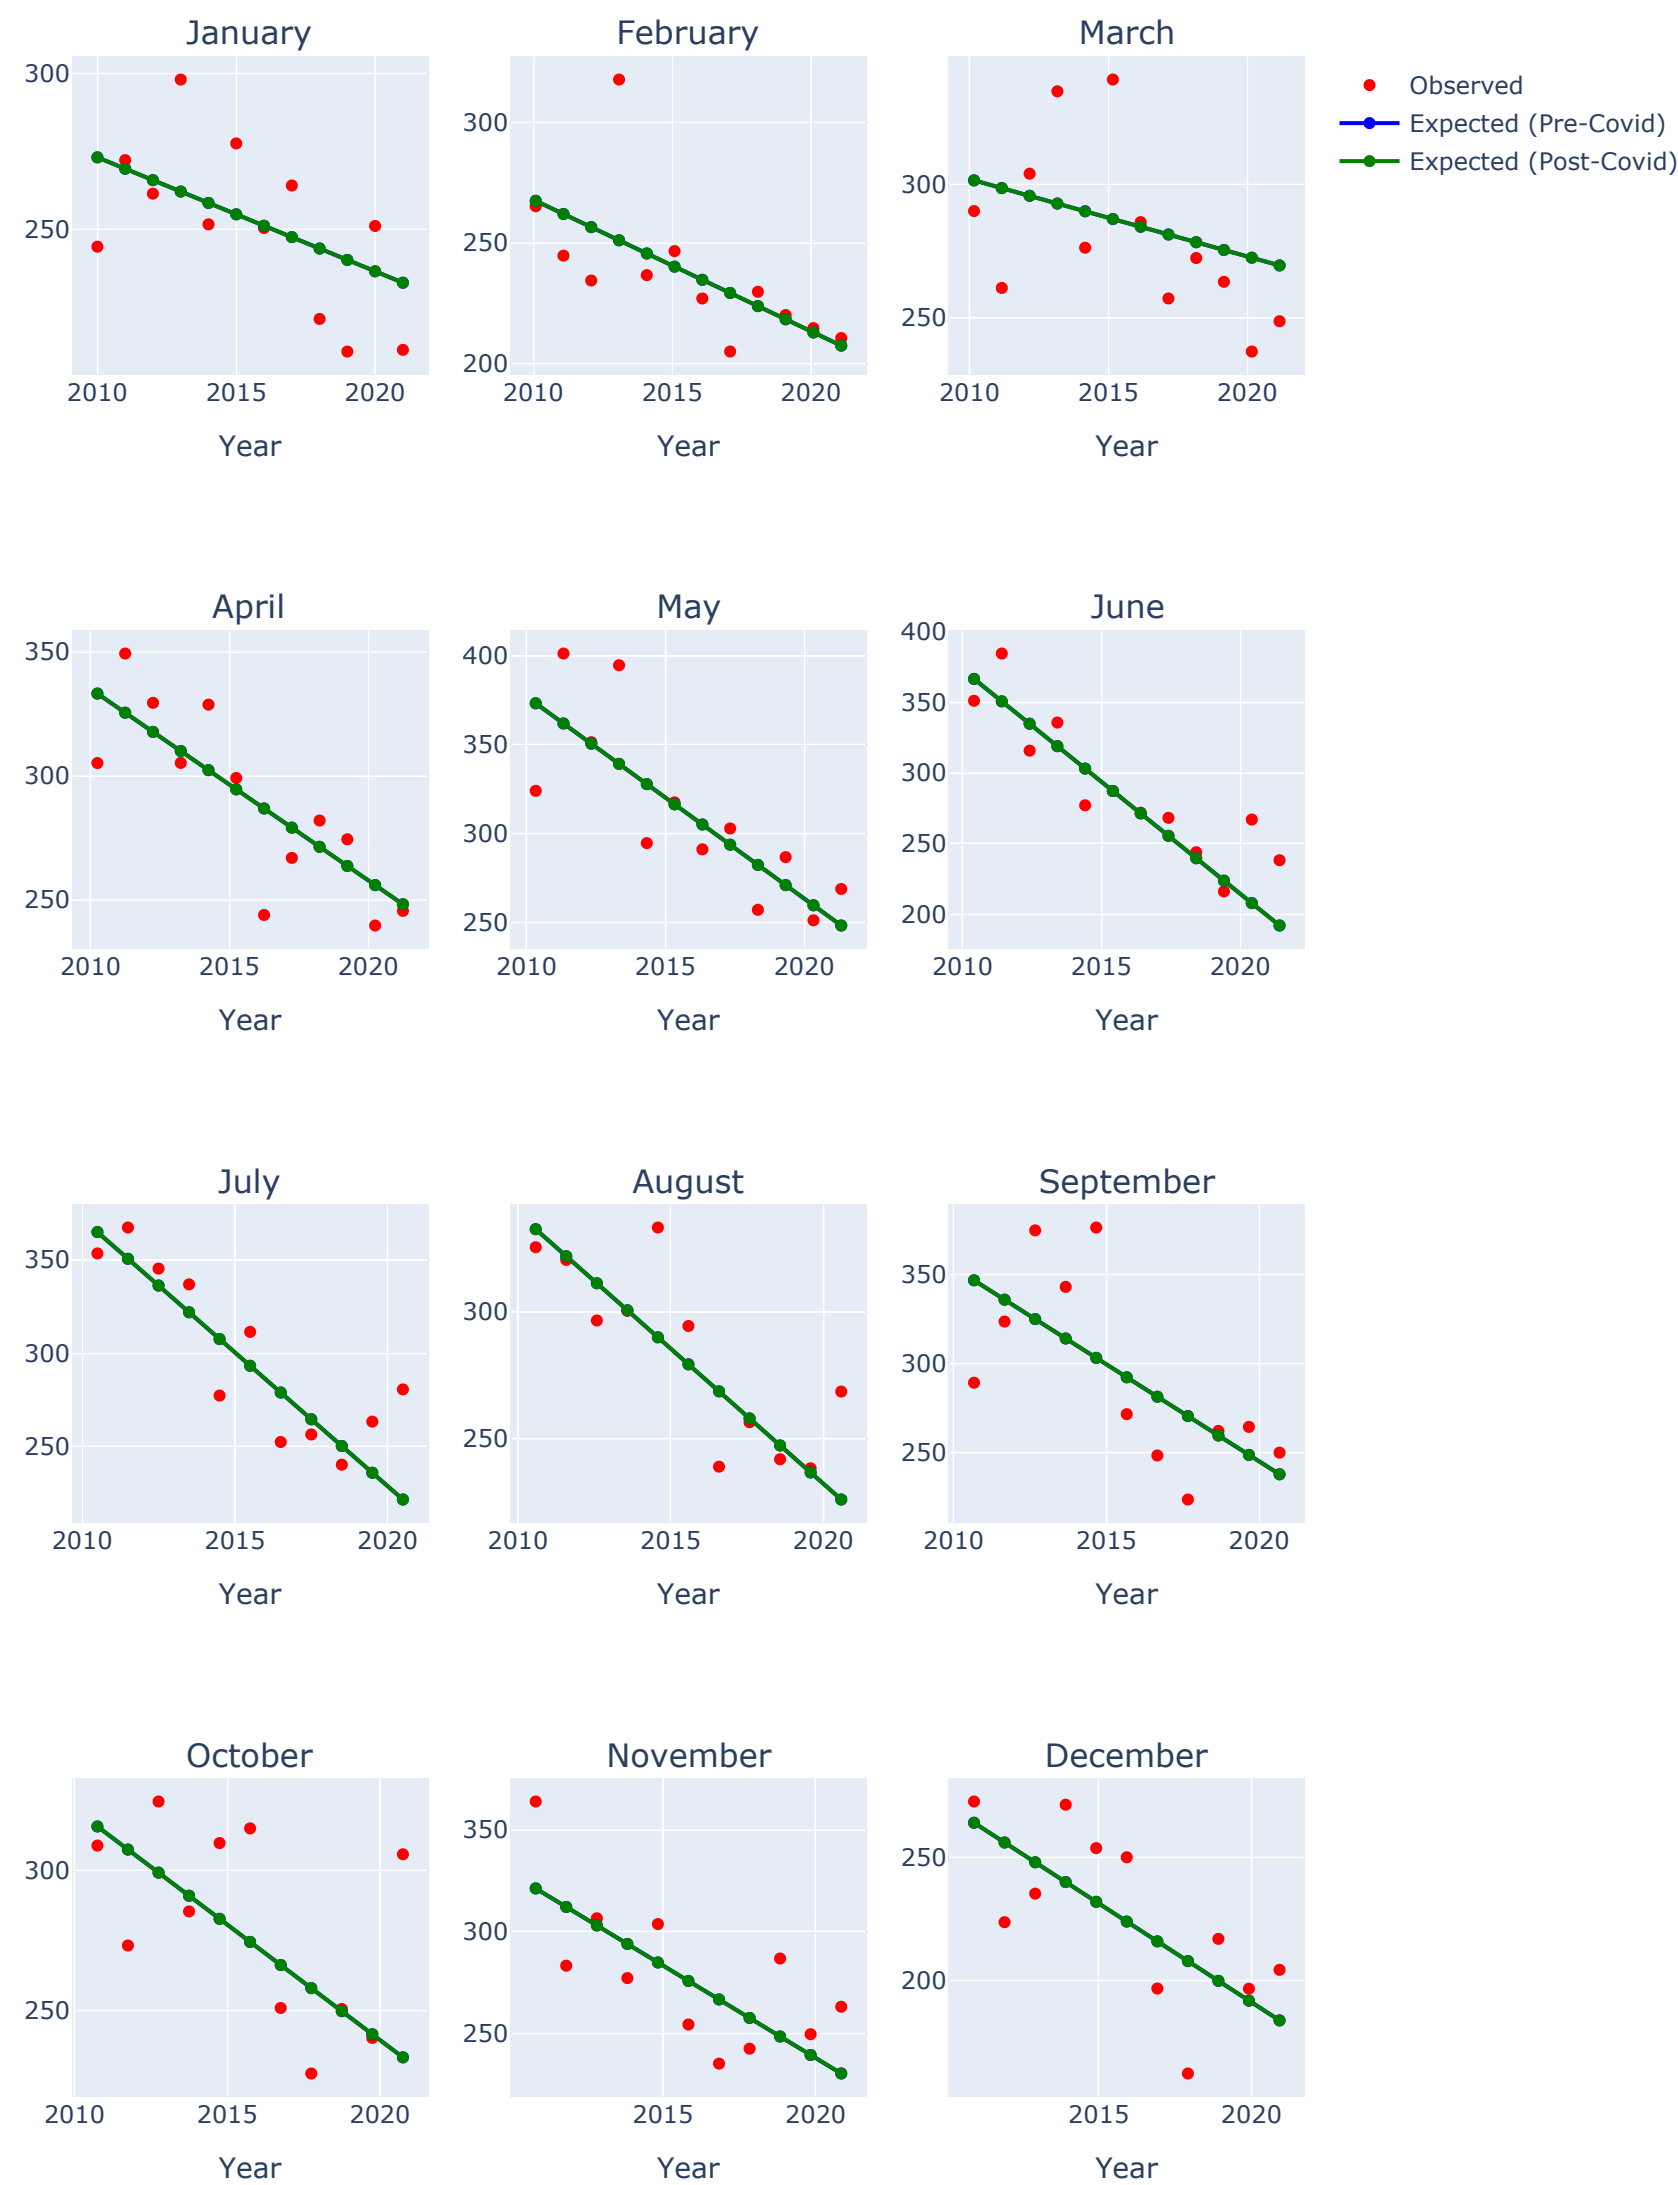 January February March
300
250
2010 2015 2020
Year
300
250
200
2010 2015 2020
Year
300
250
2010 2015 2020
Year
Observed
Expected (Pre-Covid)
Expected (Post-Covid)
April May June
350
300
250
2010 2015 2020
Year
400
350
300
250
2010 2015 2020
Year
400
350
300
250
200
2010 2015 2020
Year
July August September
350
300
250
2010 2015 2020
Year
300
250
2010 2015 2020
Year
350
300
250
2010 2015 2020
Year
October November December
300
250
2010 2015 2020
Year
350
300
250
2015 2020
Year
250
200
2015 2020
Year